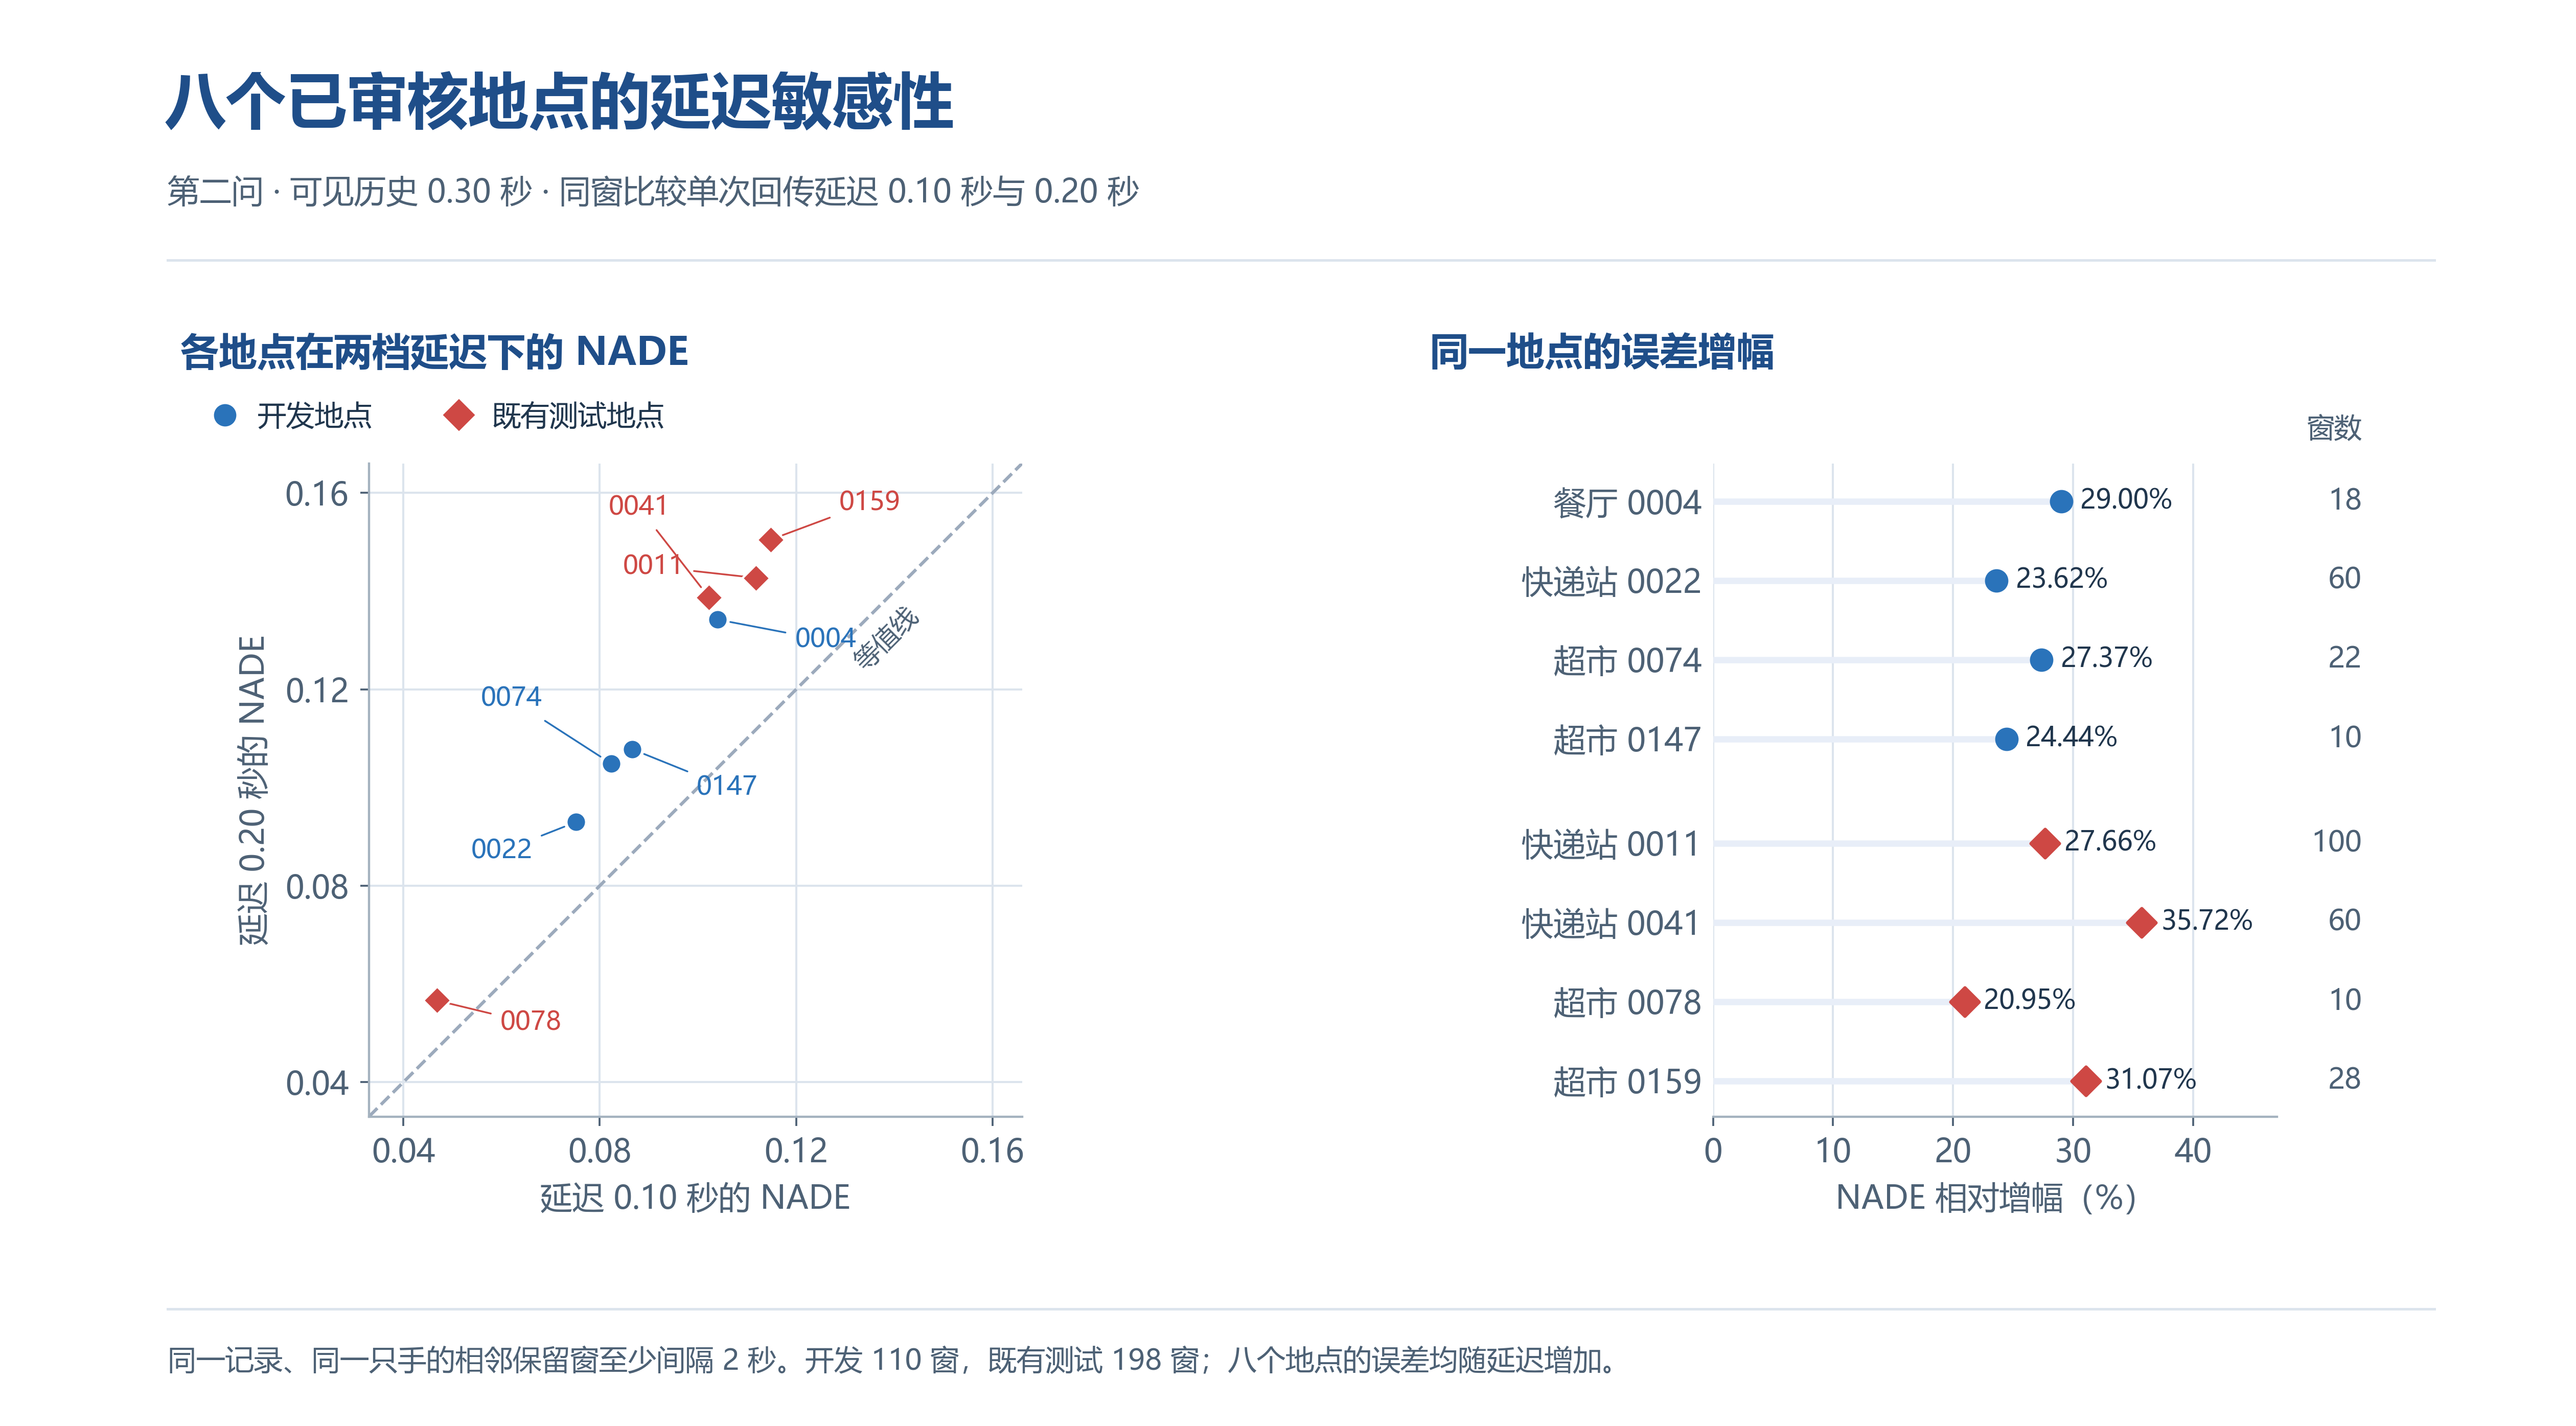 八个已审核地点的延迟敏感性
第二问 · 可见历史 0.30 秒 · 同窗比较单次回传延迟 0.10 秒与 0.20 秒
各地点在两档延迟下的 NADE
开发地点
既有测试地点
延迟 0.20 秒的 NADE
0.16
0.12
0.08
0.04
0041
0159
0011
0004
等值线
0074
0147
0022
0078
0.04
0.08
0.12
0.16
延迟 0.10 秒的 NADE
同一地点的误差增幅
窗数
餐厅 0004
29.00%
18
快递站 0022
23.62%
60
超市 0074
27.37%
22
超市 0147
24.44%
10
快递站 0011
27.66%
100
快递站 0041
35.72%
60
超市 0078
20.95%
10
超市 0159
31.07%
28
0
10
20
30
40
NADE 相对增幅（%）
同一记录、同一只手的相邻保留窗至少间隔 2 秒。开发 110 窗，既有测试 198 窗；八个地点的误差均随延迟增加。